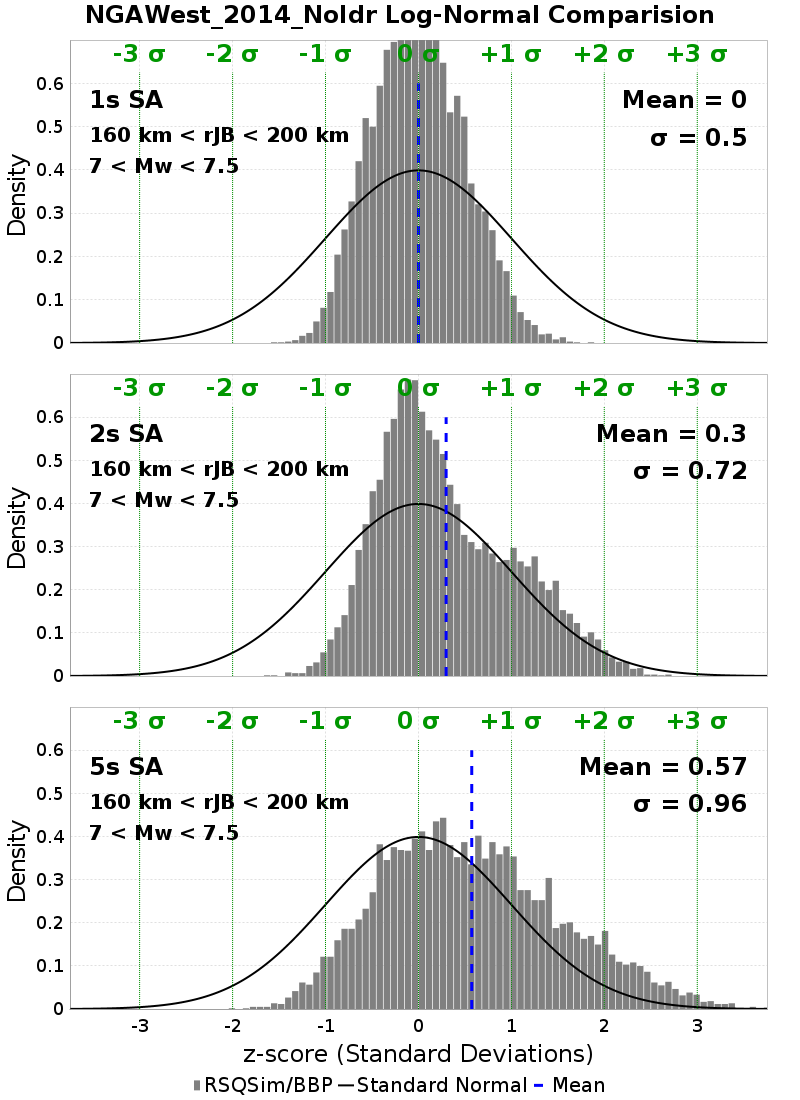 NGAWest_2014_NoIdr Log-Normal Comparision
-3 σ -2 σ -1 σ 0 σ +1 σ +2 σ +3 σ
1s SA
160 km < rJB < 200 km
7 < Mw < 7.5
Mean = 0
σ = 0.5
Density
0.6
0.5
0.4
0.3
0.2
0.1
0
-3 σ -2 σ -1 σ 0 σ +1 σ +2 σ +3 σ
2s SA
160 km < rJB < 200 km
7 < Mw < 7.5
Mean = 0.3
σ = 0.72
Density
0.6
0.5
0.4
0.3
0.2
0.1
0
-3 σ -2 σ -1 σ 0 σ +1 σ +2 σ +3 σ
5s SA
160 km < rJB < 200 km
7 < Mw < 7.5
Mean = 0.57
σ = 0.96
Density
0.6
0.5
0.4
0.3
0.2
0.1
0
-3 -2 -1 0 1 2 3
z-score (Standard Deviations)
RSQSim/BBP Standard Normal Mean